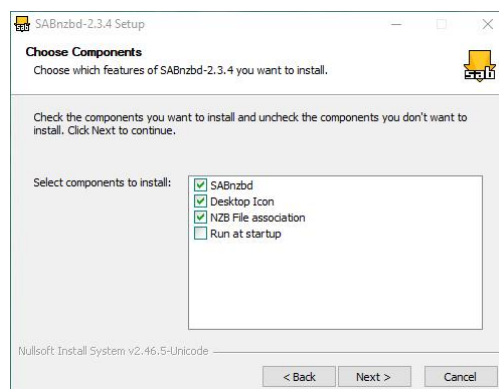 SABnzbd-2.3.4 Setup
Choose Components
Choose which features of SABnzbd-2.3.4 you want to install.
sab
Check the components you want to install and uncheck the components you don't want to
install. Click Next to continue.
Select components to install:
SABnzbd
Desktop Icon
NZB File association
Run at startup
Nullsoft Install System v2.46.5-Unicode
< Back
Next >
Cancel